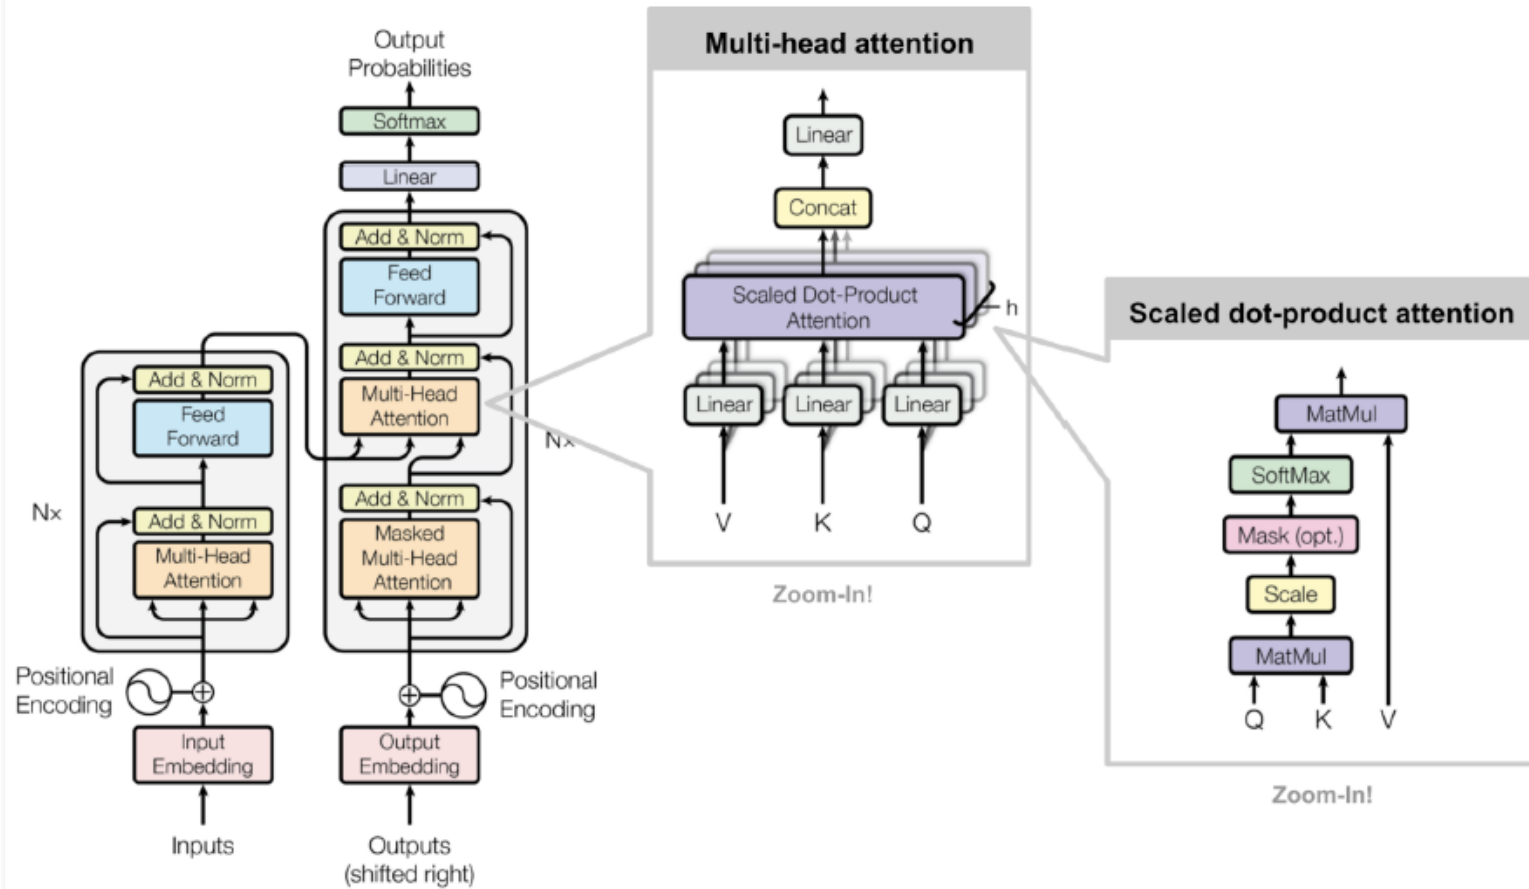 Output
Probabilities
Softmax
Linear
Add & Norm
Feed
Forward
Add & Norm
Multi-Head
Attention
Add & Norm
Masked
Multi-Head
Attention
Nx
Positional
Encoding
Output
Embedding
Outputs
(shifted right)
Add & Norm
Feed
Forward
Add & Norm
Multi-Head
Attention
Nx
Positional
Encoding
Input
Embedding
Inputs
Multi-head attention
Linear
Concat
Scaled Dot-Product
Attention
h
Linear
Linear
Linear
V
K
Q
Zoom-In!
Scaled dot-product attention
MatMul
SoftMax
Mask (opt.)
Scale
MatMul
Q
K
V
Zoom-In!